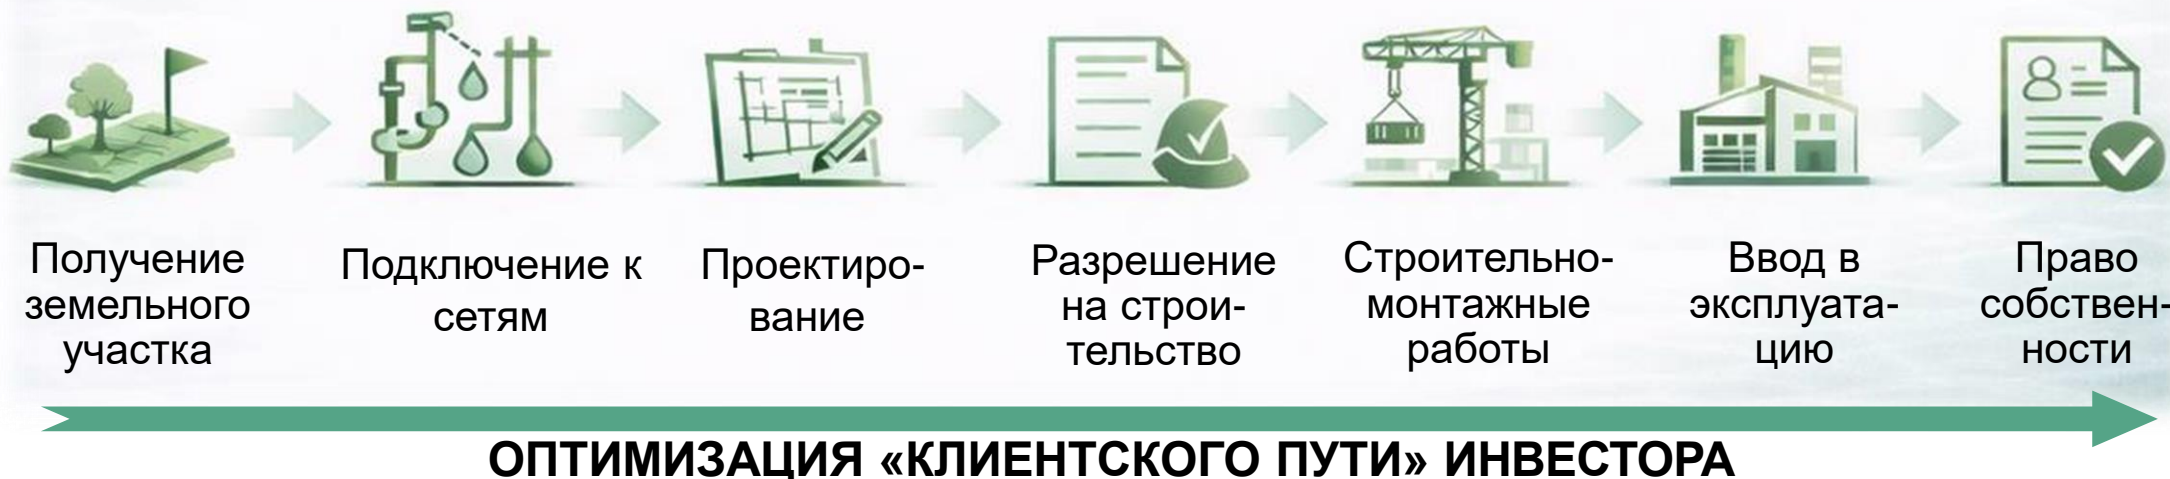 Получение
земельного
участка
Подключение к
сетям
Проектиро-
вание
Разрешение
на строи-
тельство
Строительно-
монтажные
работы
Ввод в
эксплуата-
цию
Право
собствен-
ности
ОПТИМИЗАЦИЯ «КЛИЕНТСКОГО ПУТИ» ИНВЕСТОРА